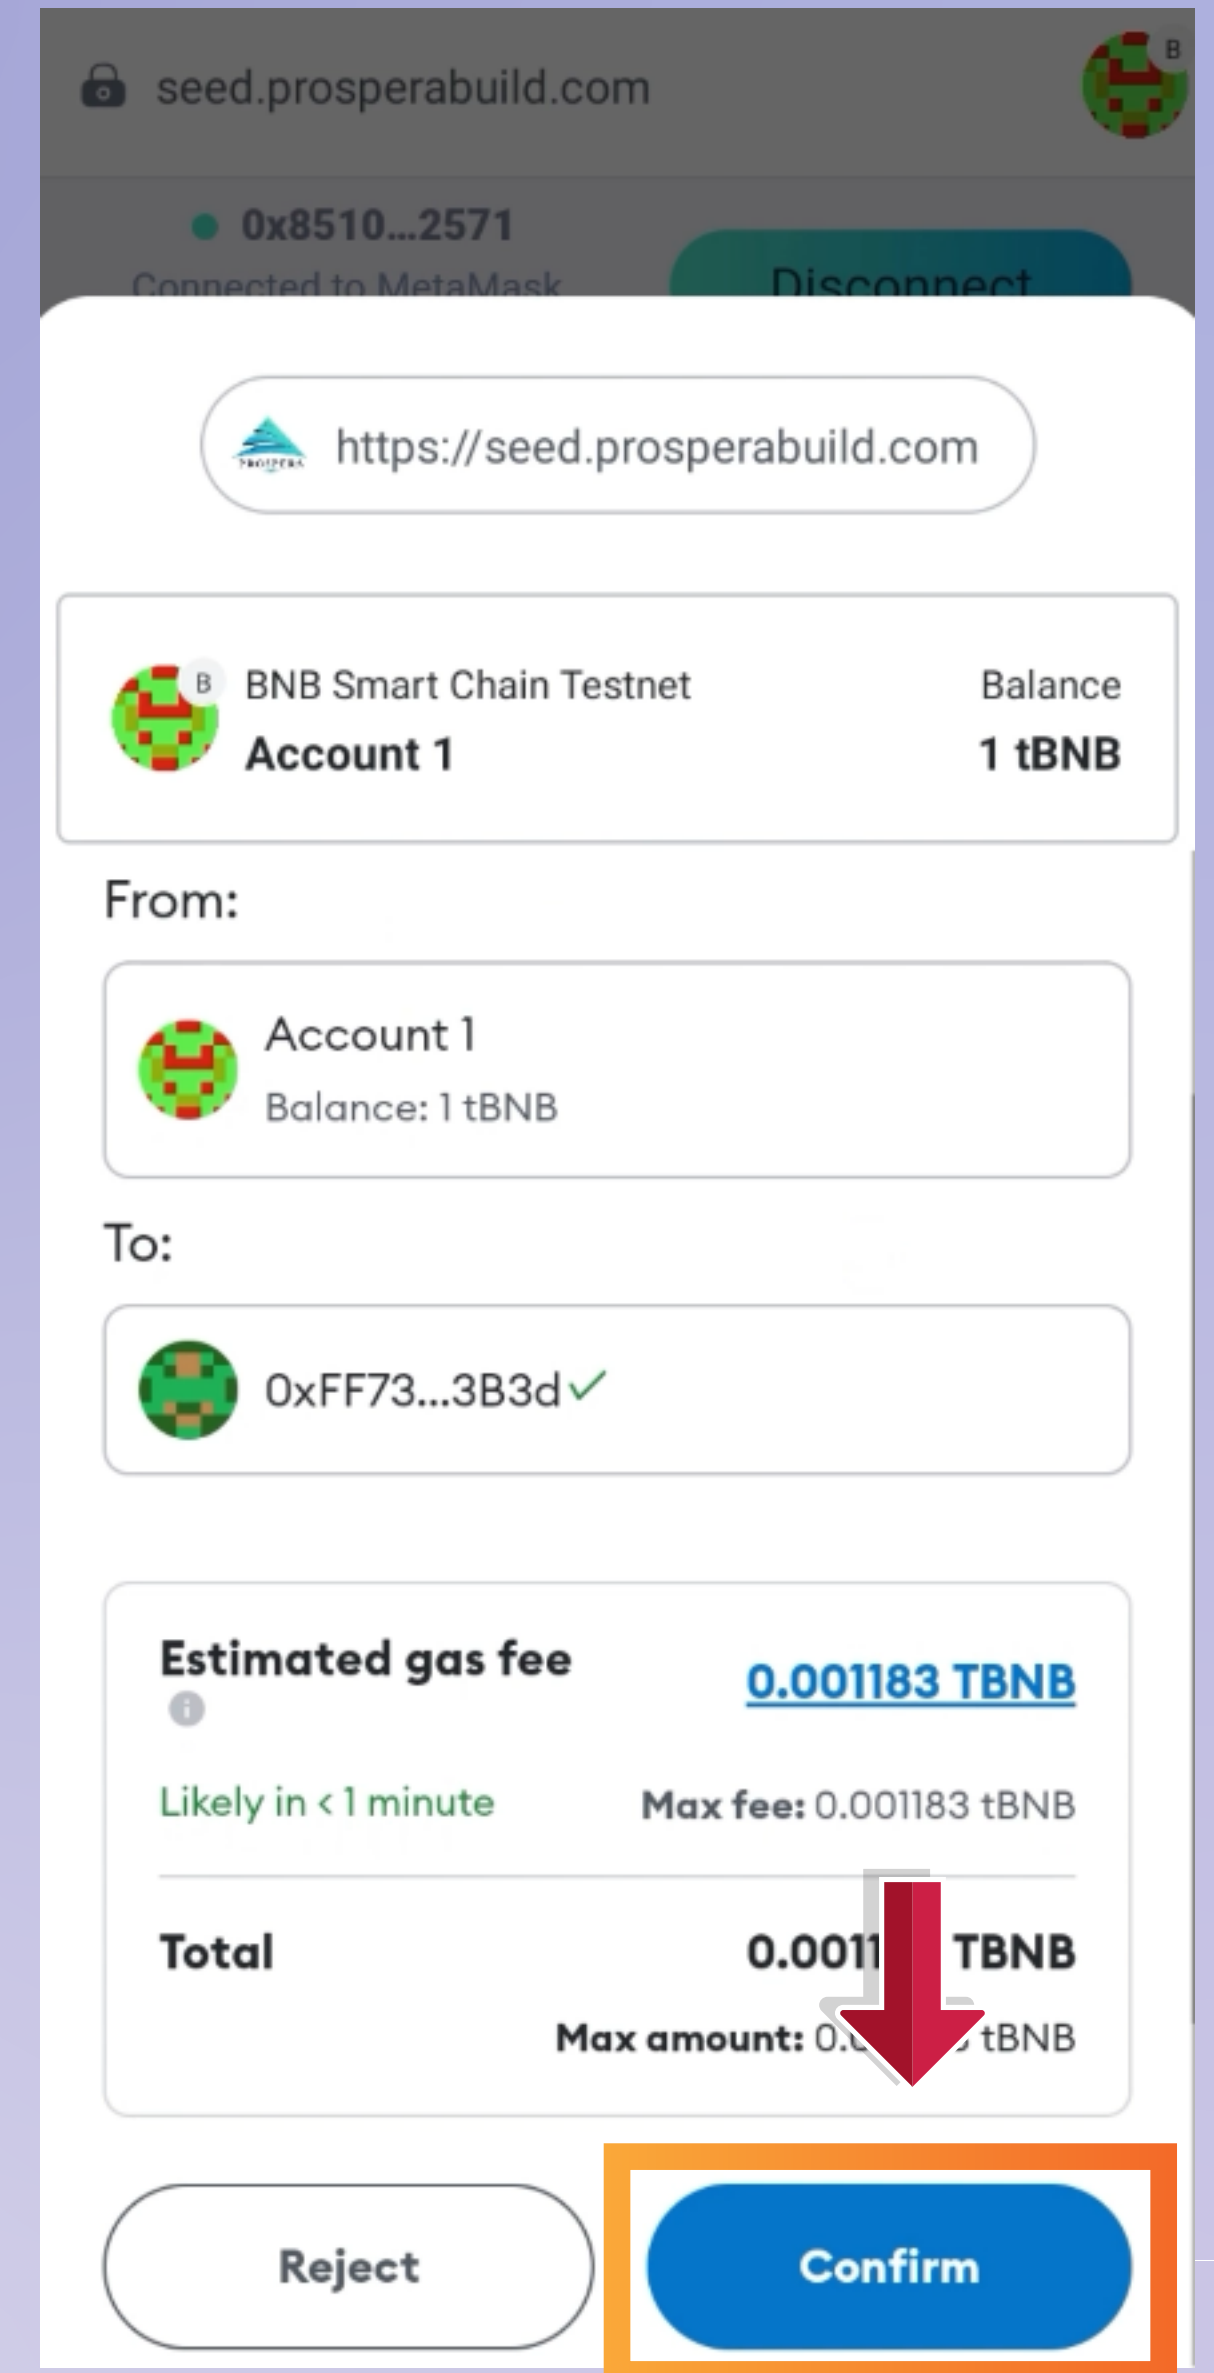 seed.prosperabuild.com
B
0x8510...2571
Connected to MetaMask
Disconnect
PROSPERA
https://seed.prosperabuild.com
B
BNB Smart Chain Testnet
Balance
Account 1
1 tBNB
From:
Account 1
Balance: 1 tBNB
To:
0xFF73...3B3d
Estimated gas fee
0.001183 TBNB
Likely in < 1 minute
Max fee: 0.001183 tBNB
Total
TBNB
Max amount:
tBNB
Reject
Confirm